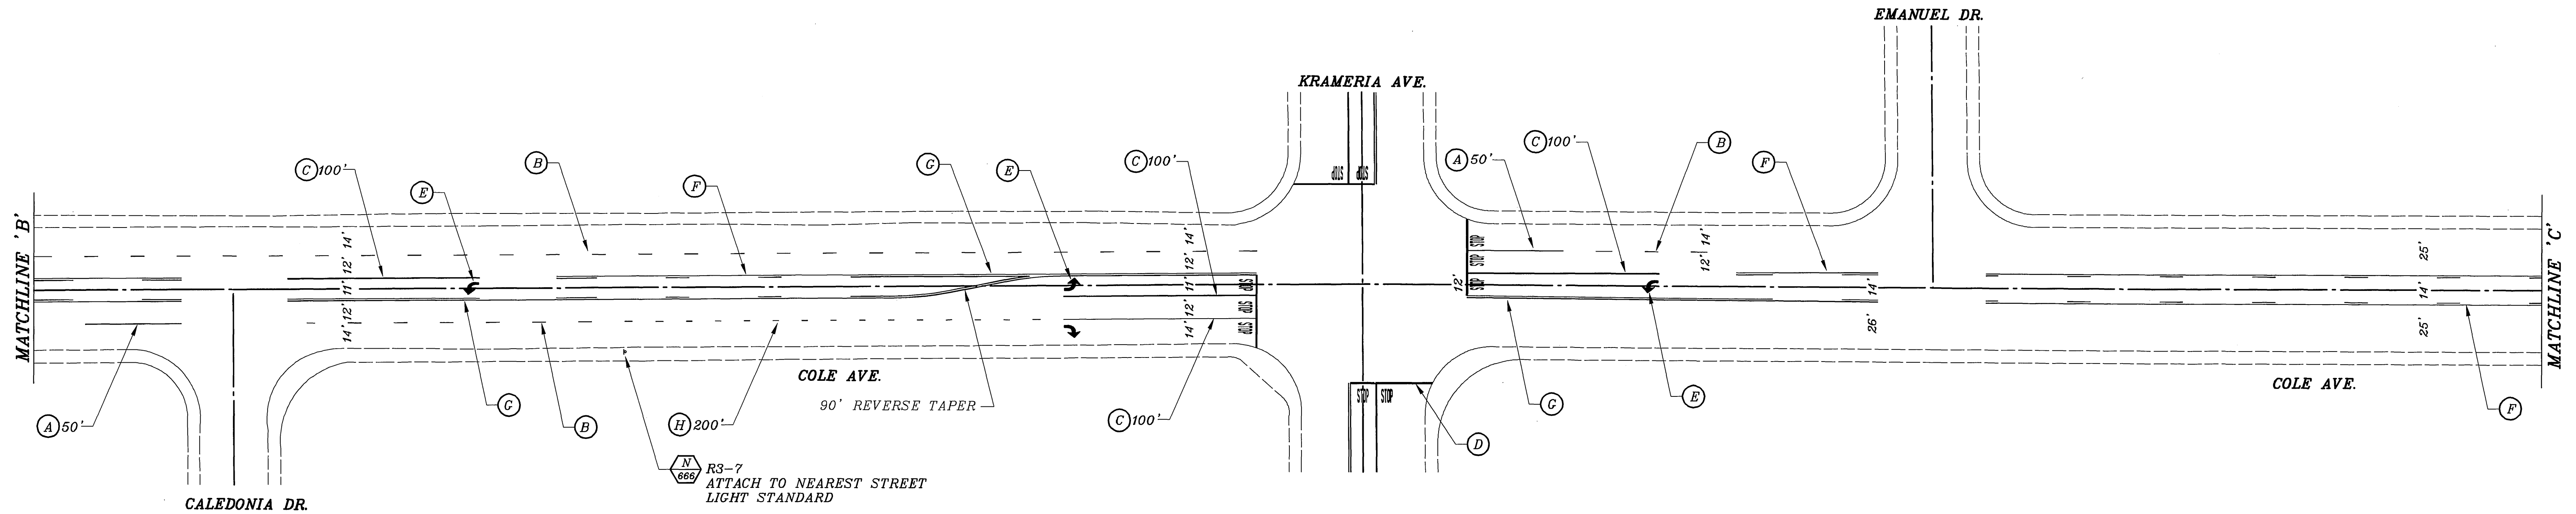 EMANUEL DR.
KRAMERIA AVE.
STOP STOP
C 100'
E
B
F
G
E
C 100'
A 50'
C 100'
B
F
MATCHLINE 'B'
14'
12'
11'
12'
14'
14'
12'
11'
12'
14'
STOP
STOP
STOP
STOP
STOP
STOP
12'
14'
12'
14'
26'
25'
14'
25'
MATCHLINE 'C'
COLE AVE.
COLE AVE.
90' REVERSE TAPER
STOP STOP
A 50'
G
B
H 200'
C 100'
D
G
E
F
N
666
R3-7
ATTACH TO NEAREST STREET
LIGHT STANDARD
CALEDONIA DR.